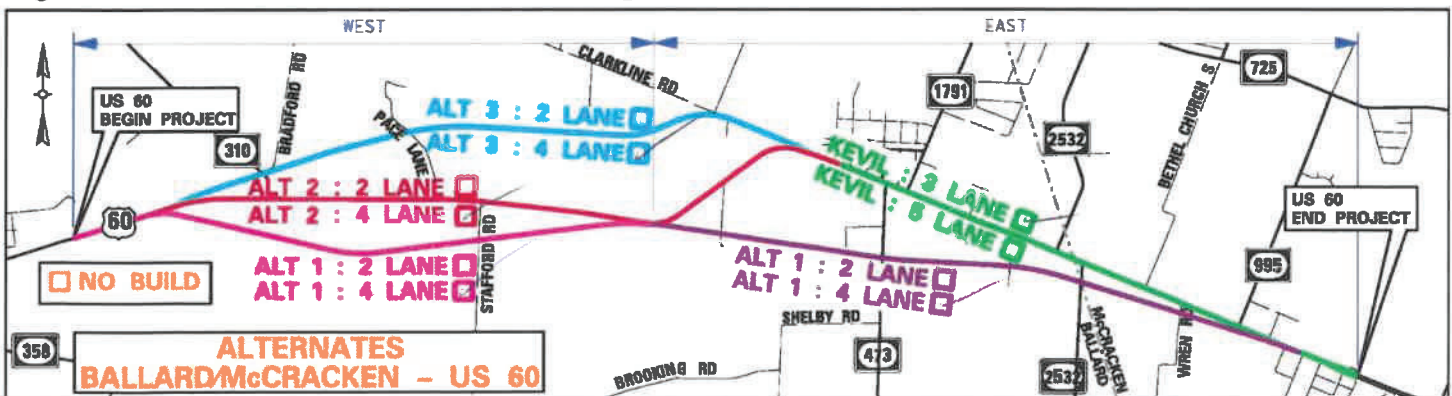 WEST
EAST
US 60
BEGIN PROJECT
310
BRADFORD RD
PACE LANE
CLARKLINE RD
ALT 3 : 2 LANE
ALT 3 : 4 LANE
1791
725
2532
BETHEL CHURCH S
KEVIL : 3 LANE
KEVIL : 5 LANE
ALT 2 : 2 LANE
ALT 2 : 4 LANE
60
US 60
END PROJECT
STAFFORD RD
NO BUILD
ALT 1 : 2 LANE
ALT 1 : 4 LANE
ALT 1 : 2 LANE
ALT 1 : 4 LANE
995
SHELBY RD
McCRACKEN
BALLARD
WREN RD
358
ALTERNATES
BALLARD/McCRACKEN - US 60
BROOKING RD
473
2532